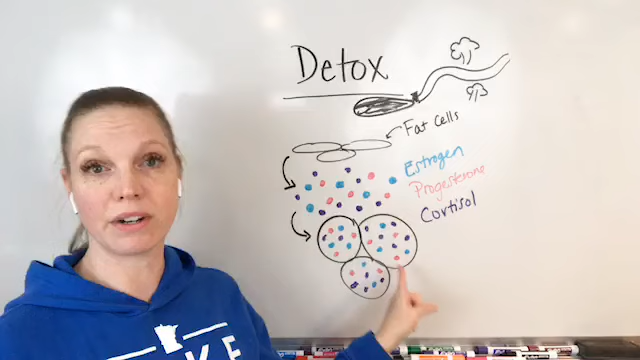 Detox
Fat Cells
Estrogen
Progesterone
Cortisol